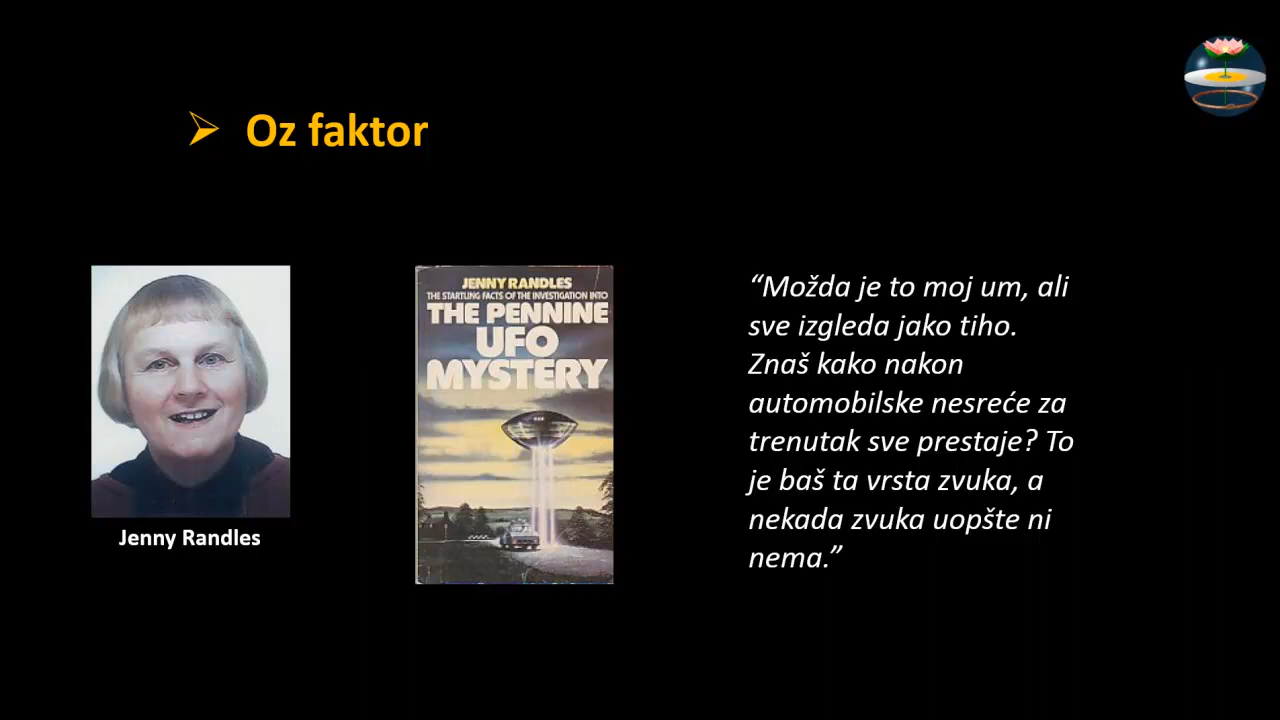 Oz faktor
JENNY RANDLES
THE STARTLING FACTS OF THE INVESTIGATION INTO
THE PENNINE
UFO
MYSTERY
Jenny Randles
“Možda je to moj um, ali
sve izgleda jako tiho.
Znaš kako nakon
automobilske nesreće za
trenutak sve prestaje? To
je baš ta vrsta zvuka, a
nekada zvuka uopšte ni
nema.”